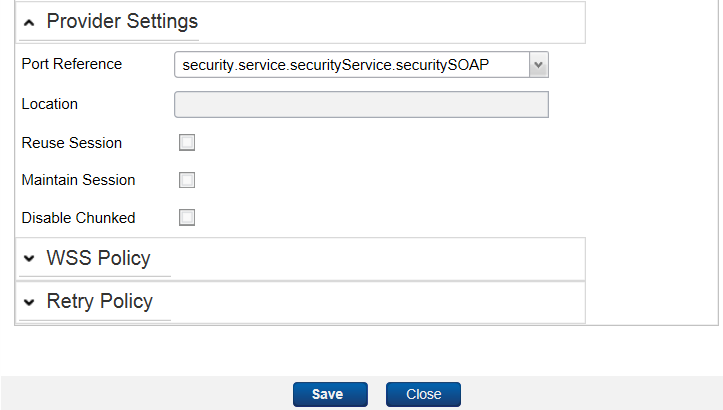 Provider Settings
Port Reference security.service.securityService.securitySOAP
Location
Reuse Session
Maintain Session
Disable Chunked
WSS Policy
Retry Policy
Save Close